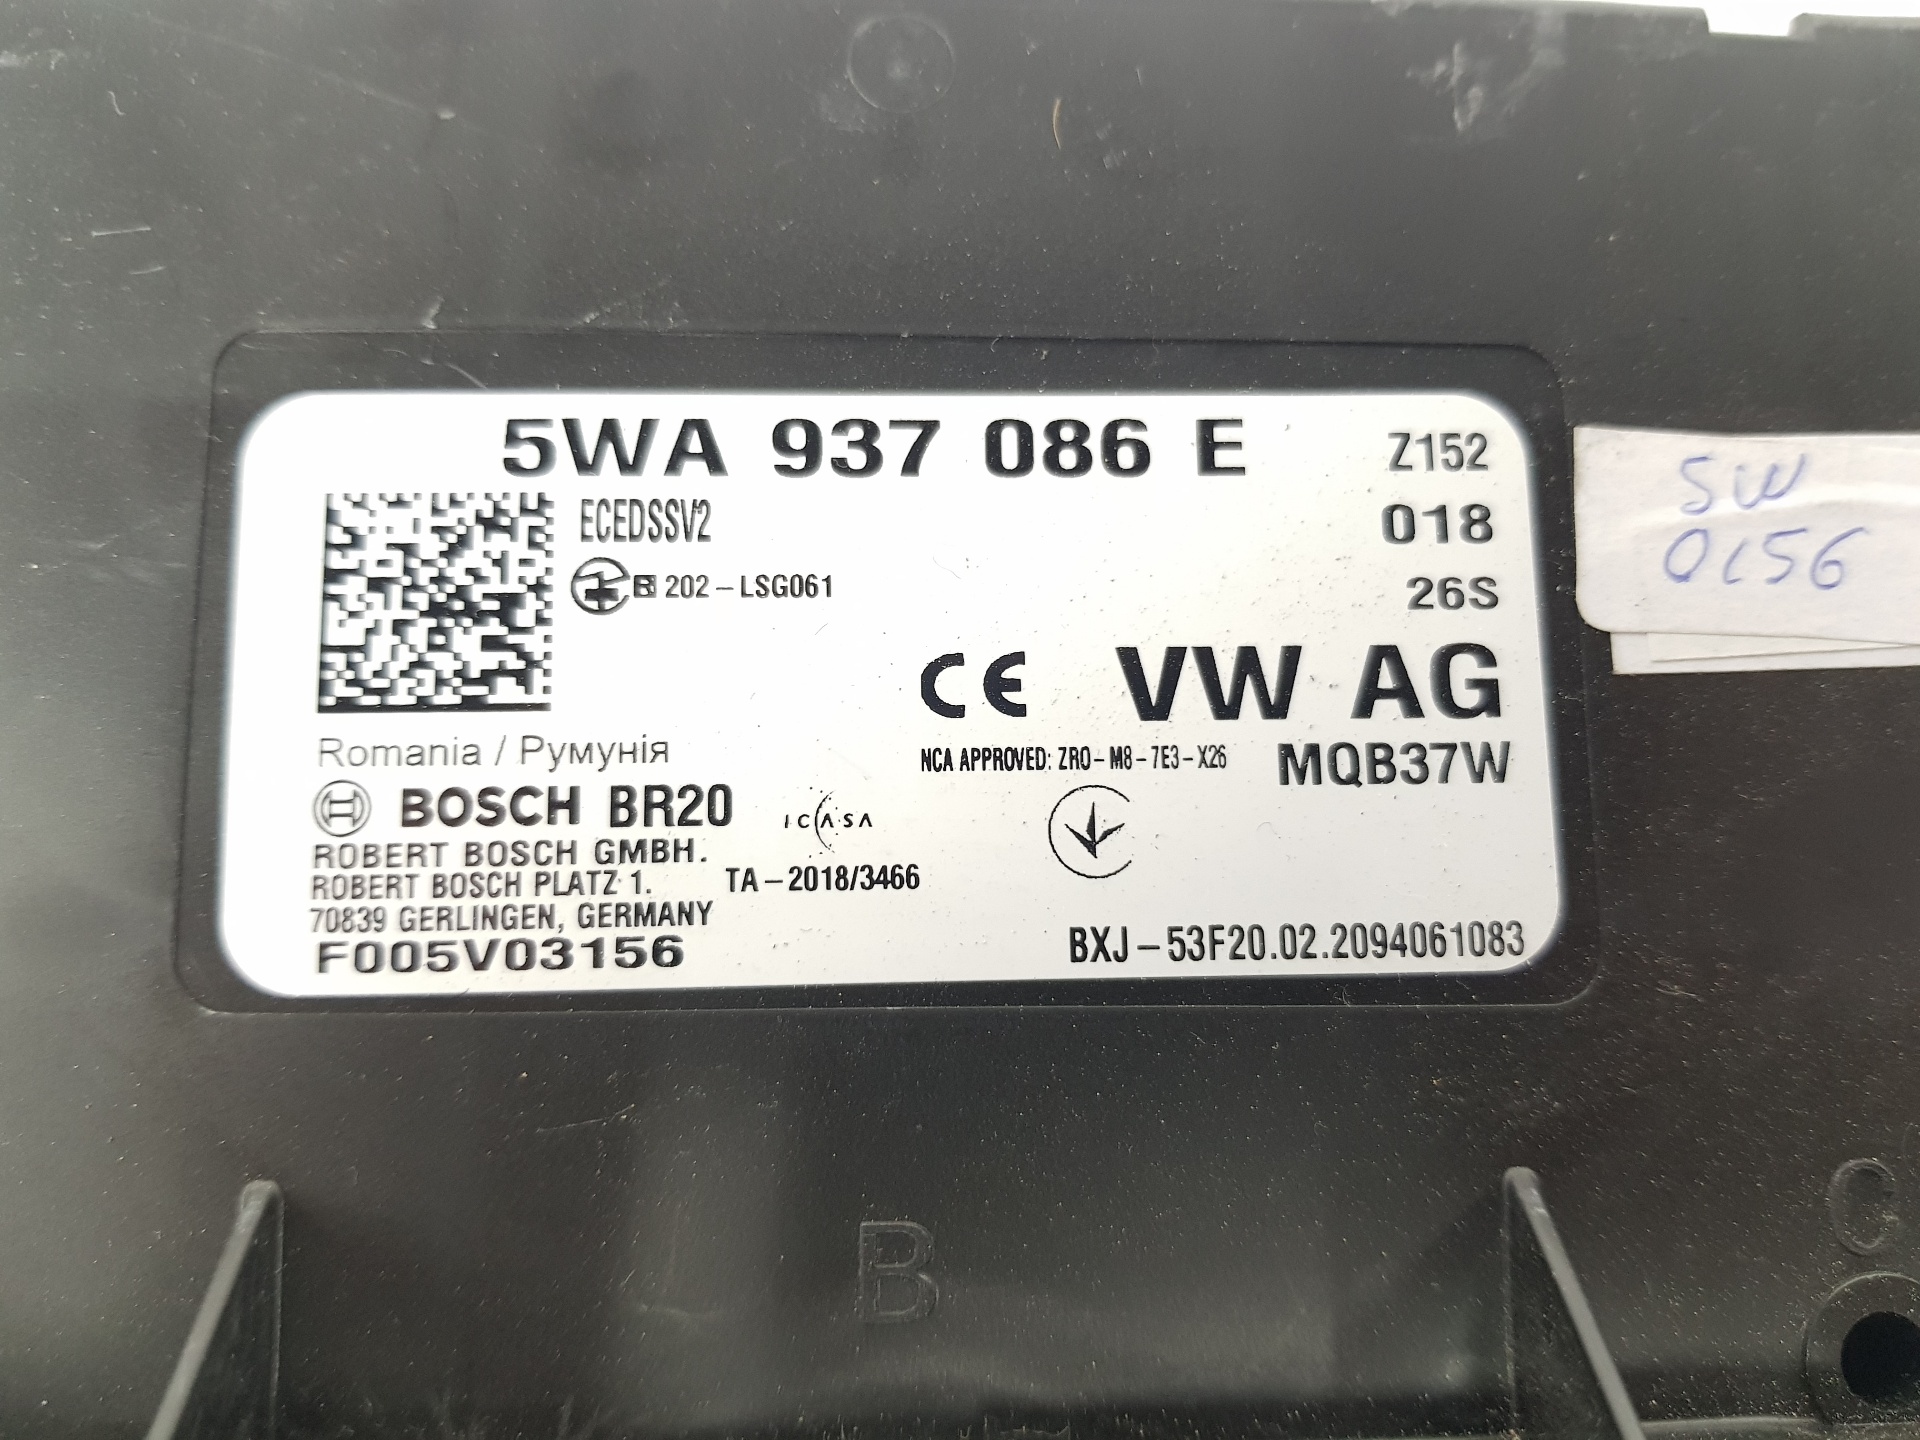 5WA 937 086 E
Z152
ECEDSSV2
018
R 202-LSG061
26S
CE VW AG
Romania / Румунія
NCA APPROVED: ZRO-M8-7E3-X26
MQB37W
BOSCH BR20
ICASA
ROBERT BOSCH GMBH.
ROBERT BOSCH PLATZ 1.
TA-2018/3466
70839 GERLINGEN, GERMANY
F005V03156
BXJ-53F20.02.2094061083
SW
0156
B
C